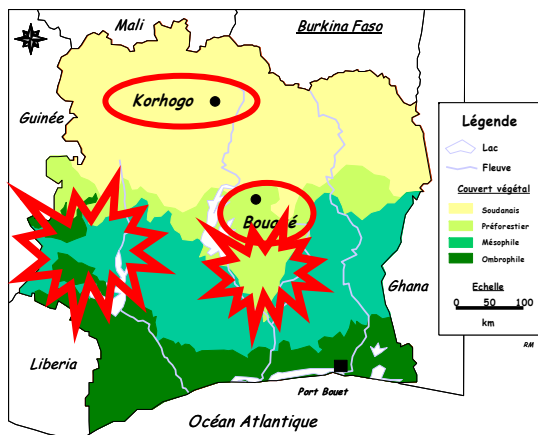 Mali
Burkina Faso
Korhogo
Guinée
Bouaké
Ghana
Liberia
Port Bouet
Océan Atlantique
Légende
Lac
Fleuve
Couvert végétal
Soudanais
Préforestier
Mésophile
Ombrophile
Echelle
0 50 100
km
RM